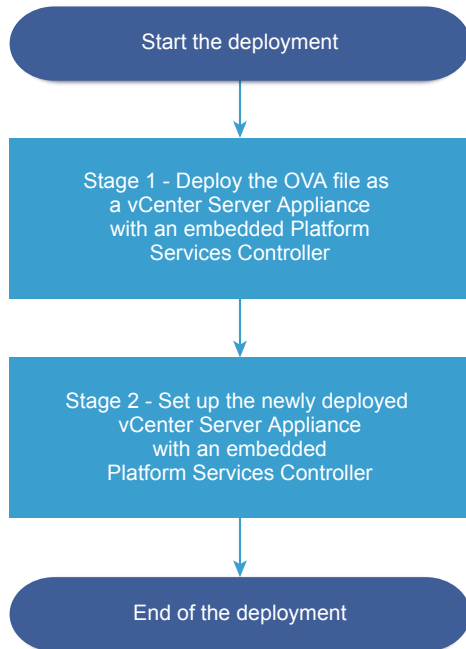 Start the deployment
Stage 1 - Deploy the OVA file as
a vCenter Server Appliance
with an embedded Platform
Services Controller
Stage 2 - Set up the newly deployed
vCenter Server Appliance
with an embedded
Platform Services Controller
End of the deployment